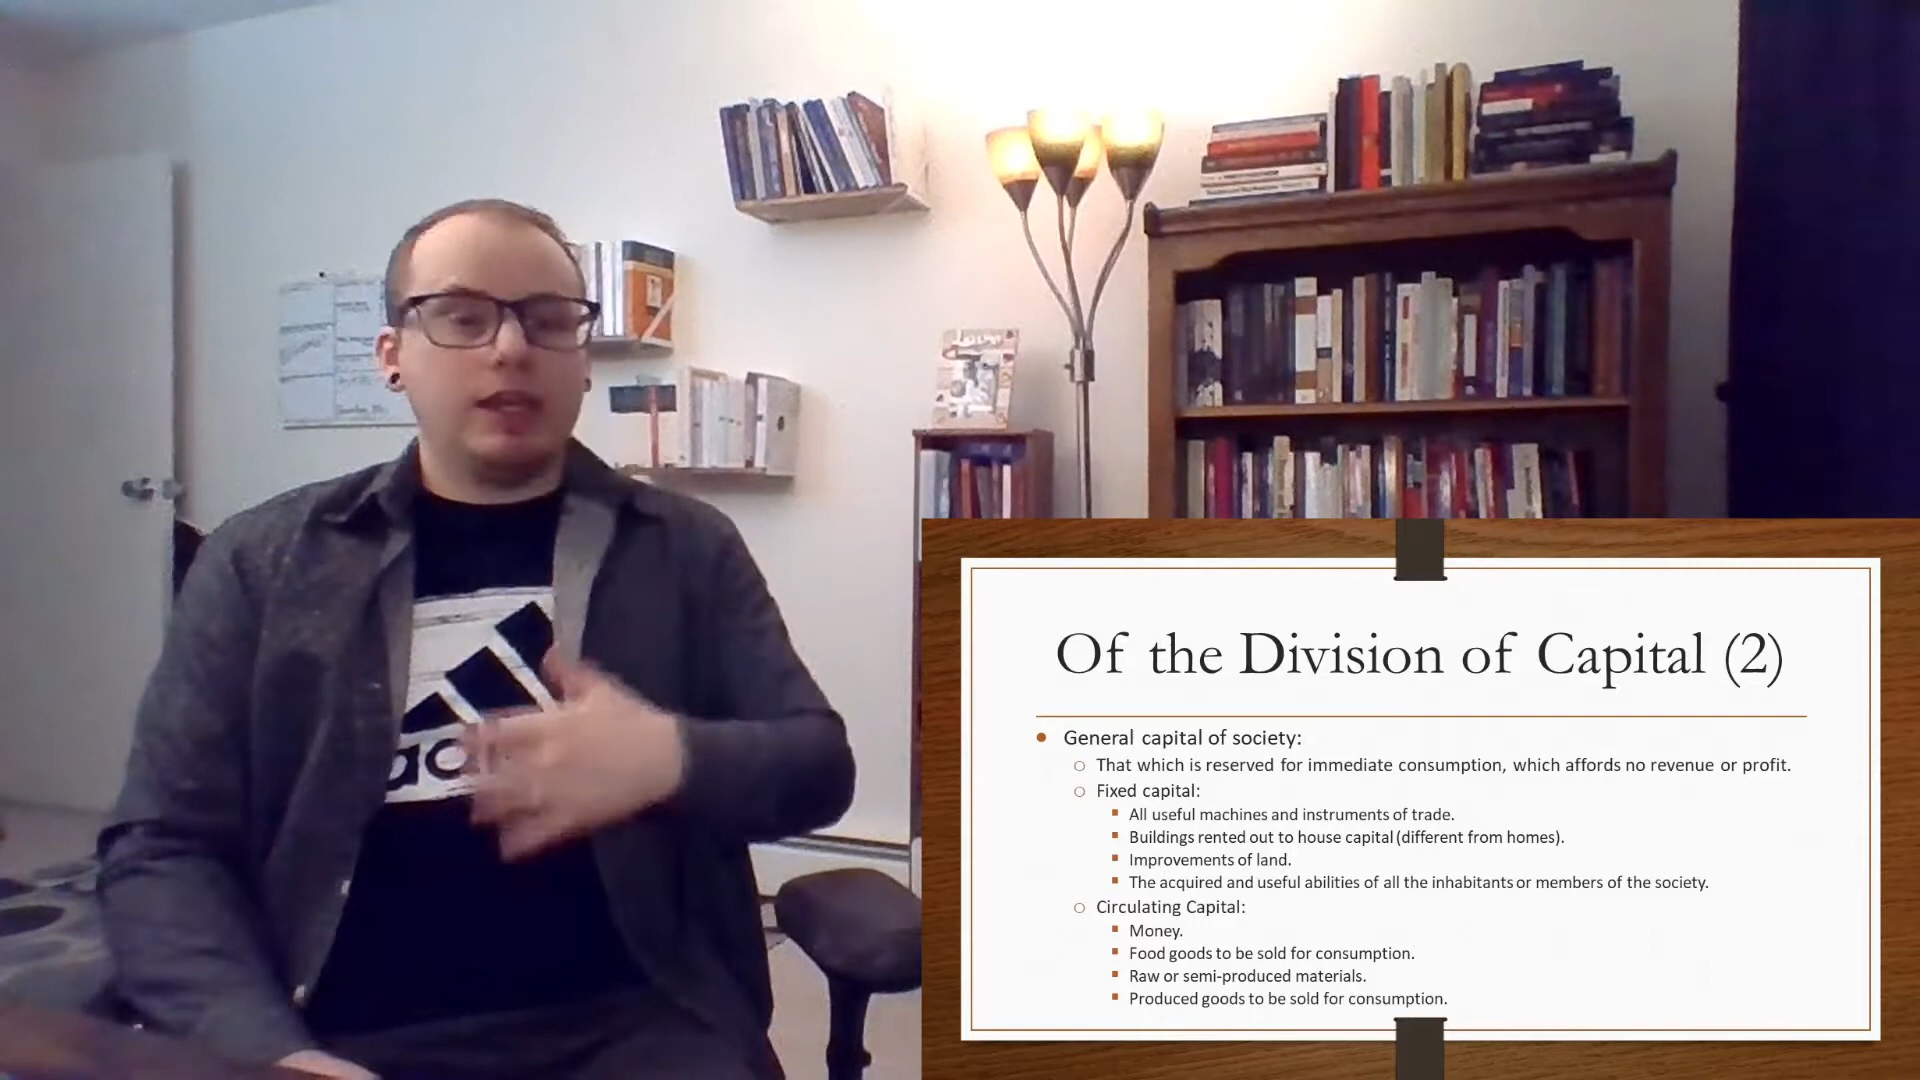 Of the Division of Capital (2)
General capital of society:
That which is reserved for immediate consumption, which affords no revenue or profit.
Fixed capital:
All useful machines and instruments of trade.
Buildings rented out to house capital (different from homes).
Improvements of land.
The acquired and useful abilities of all the inhabitants or members of the society.
Circulating Capital:
Money.
Food goods to be sold for consumption.
Raw or semi-produced materials.
Produced goods to be sold for consumption.